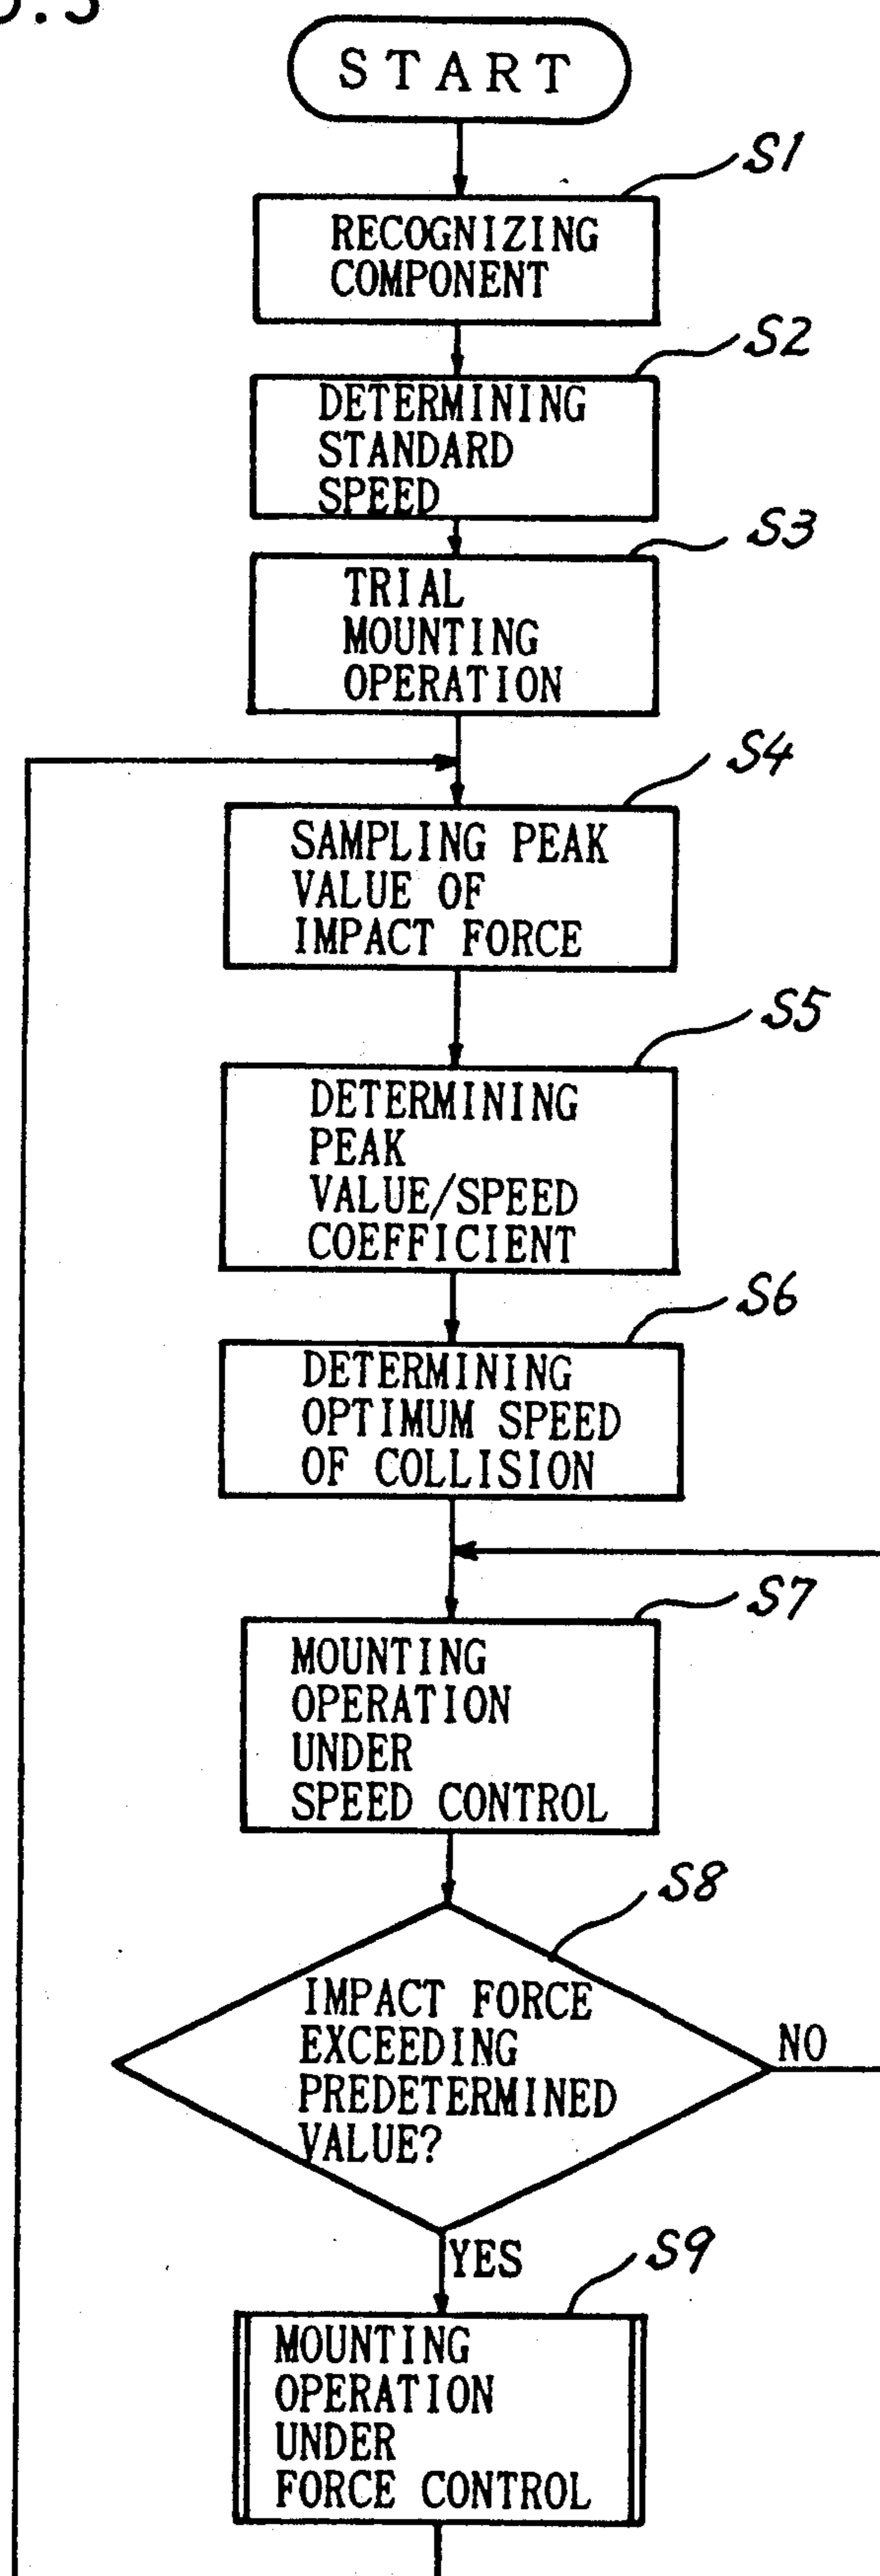 START
S1
RECOGNIZING
COMPONENT
S2
DETERMINING
STANDARD
SPEED
S3
TRIAL
MOUNTING
OPERATION
S4
SAMPLING PEAK
VALUE OF
IMPACT FORCE
S5
DETERMINING
PEAK
VALUE/SPEED
COEFFICIENT
S6
DETERMINING
OPTIMUM SPEED
OF COLLISION
S7
MOUNTING
OPERATION
UNDER
SPEED CONTROL
S8
IMPACT FORCE
EXCEEDING
PREDETERMINED
VALUE?
NO
YES
S9
MOUNTING
OPERATION
UNDER
FORCE CONTROL